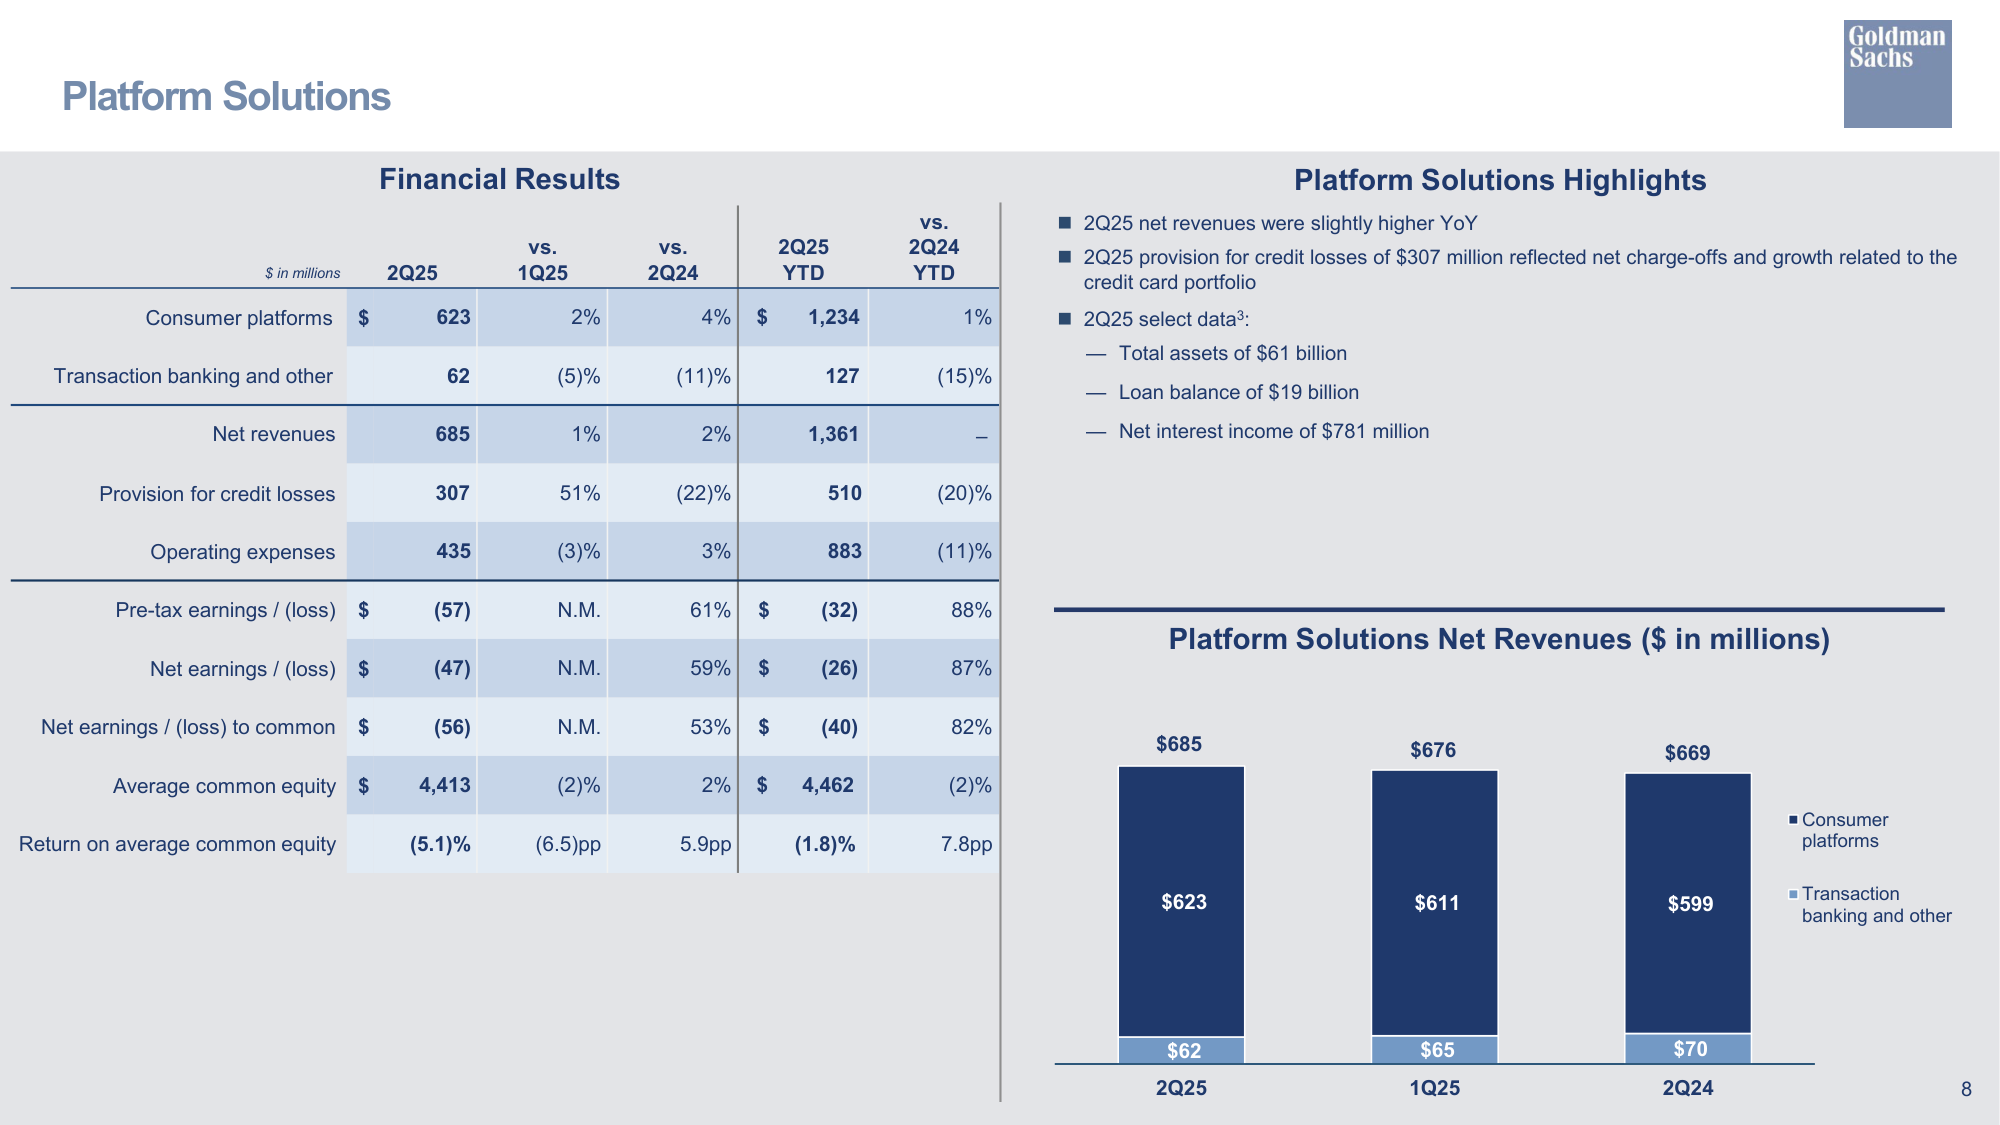 Goldman
Sachs
Platform Solutions
Financial Results
$ in millions 2Q25 vs. 1Q25 vs. 2Q24 2Q25 YTD vs. 2Q24 YTD
Consumer platforms $ 623 2% 4% $ 1,234 1%
Transaction banking and other 62 (5)% (11)% 127 (15)%
Net revenues 685 1% 2% 1,361 –
Provision for credit losses 307 51% (22)% 510 (20)%
Operating expenses 435 (3)% 3% 883 (11)%
Pre-tax earnings / (loss) $ (57) N.M. 61% $ (32) 88%
Net earnings / (loss) $ (47) N.M. 59% $ (26) 87%
Net earnings / (loss) to common $ (56) N.M. 53% $ (40) 82%
Average common equity $ 4,413 (2)% 2% $ 4,462 (2)%
Return on average common equity (5.1)% (6.5)pp 5.9pp (1.8)% 7.8pp
Platform Solutions Highlights
■ 2Q25 net revenues were slightly higher YoY
■ 2Q25 provision for credit losses of $307 million reflected net charge-offs and growth related to the
credit card portfolio
■ 2Q25 select data³:
— Total assets of $61 billion
— Loan balance of $19 billion
— Net interest income of $781 million
Platform Solutions Net Revenues ($ in millions)
$685 $676 $669
$623 $611 $599
$62 $65 $70
2Q25 1Q25 2Q24
Consumer
platforms
Transaction
banking and other
8